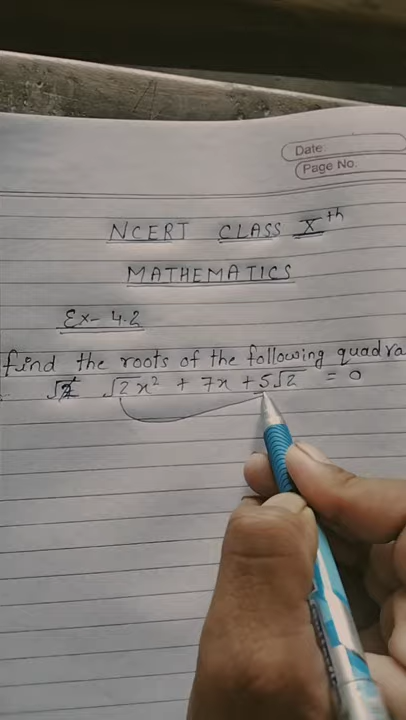 Date:
Page No.
NCERT CLASS Xth
MATHEMATICS
Ex- 4.2
find the roots of the following quadra
√2x² + 7x + 5√2 = 0